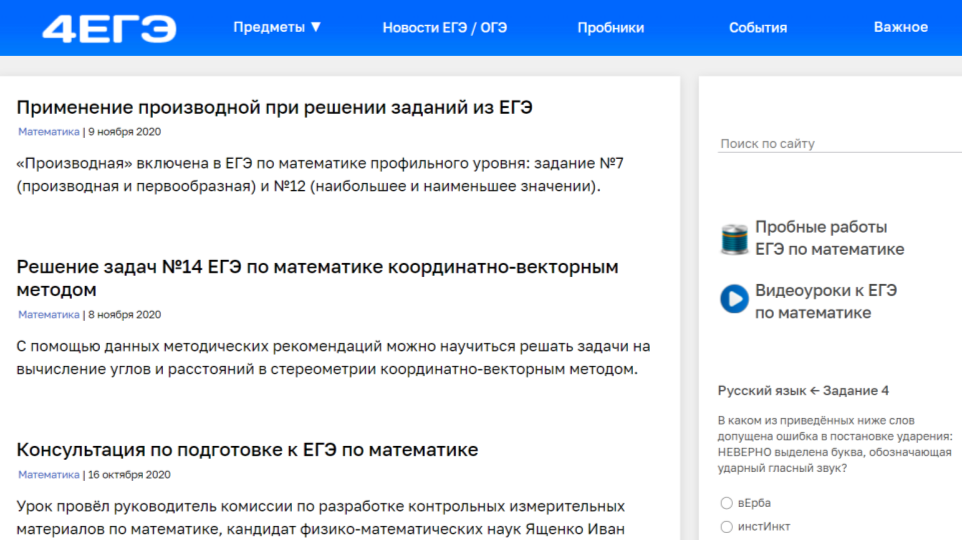 4ЕГЭ
Предметы ▼
Новости ЕГЭ / ОГЭ
Пробники
События
Важное
Применение производной при решении заданий из ЕГЭ
Математика | 9 ноября 2020
«Производная» включена в ЕГЭ по математике профильного уровня: задание №7
(производная и первообразная) и №12 (наибольшее и наименьшее значении).
Решение задач №14 ЕГЭ по математике координатно-векторным
методом
Математика | 8 ноября 2020
С помощью данных методических рекомендаций можно научиться решать задачи на
вычисление углов и расстояний в стереометрии координатно-векторным методом.
Консультация по подготовке к ЕГЭ по математике
Математика | 16 октября 2020
Урок провёл руководитель комиссии по разработке контрольных измерительных
материалов по математике, кандидат физико-математических наук Ященко Иван
Поиск по сайту
Пробные работы
ЕГЭ по математике
Видеоуроки к ЕГЭ
по математике
Русский язык ← Задание 4
В каком из приведённых ниже слов
допущена ошибка в постановке ударения:
НЕВЕРНО выделена буква, обозначающая
ударный гласный звук?
вЕрба
инстИнкт